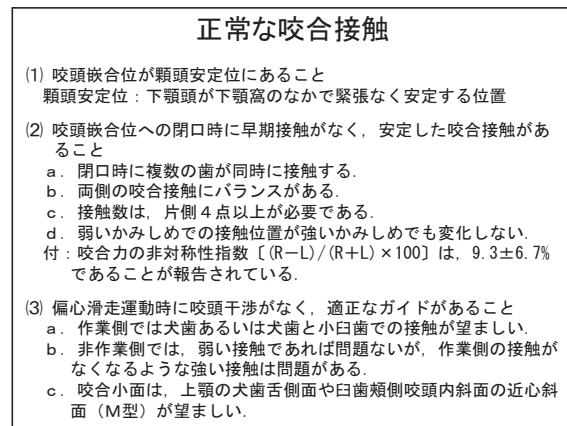 正常な咬合接触
⑴ 咬頭嵌合位が顆頭安定位にあること
顆頭安定位：下顎頭が下顎窩のなかで緊張なく安定する位置
⑵ 咬頭嵌合位への閉口時に早期接触がなく，安定した咬合接触があ
ること
ａ．閉口時に複数の歯が同時に接触する．
ｂ．両側の咬合接触にバランスがある．
ｃ．接触数は，片側４点以上が必要である．
ｄ．弱いかみしめでの接触位置が強いかみしめでも変化しない．
付：咬合力の非対称性指数〔(R－L)/(R＋L)×100〕は，9.3±6.7%
であることが報告されている．
⑶ 偏心滑走運動時に咬頭干渉がなく，適正なガイドがあること
ａ．作業側では犬歯あるいは犬歯と小臼歯での接触が望ましい．
ｂ．非作業側では，弱い接触であれば問題ないが，作業側の接触が
なくなるような強い接触は問題がある．
ｃ．咬合小面は，上顎の犬歯舌側面や臼歯頬側咬頭内斜面の近心斜
面（Ｍ型）が望ましい．